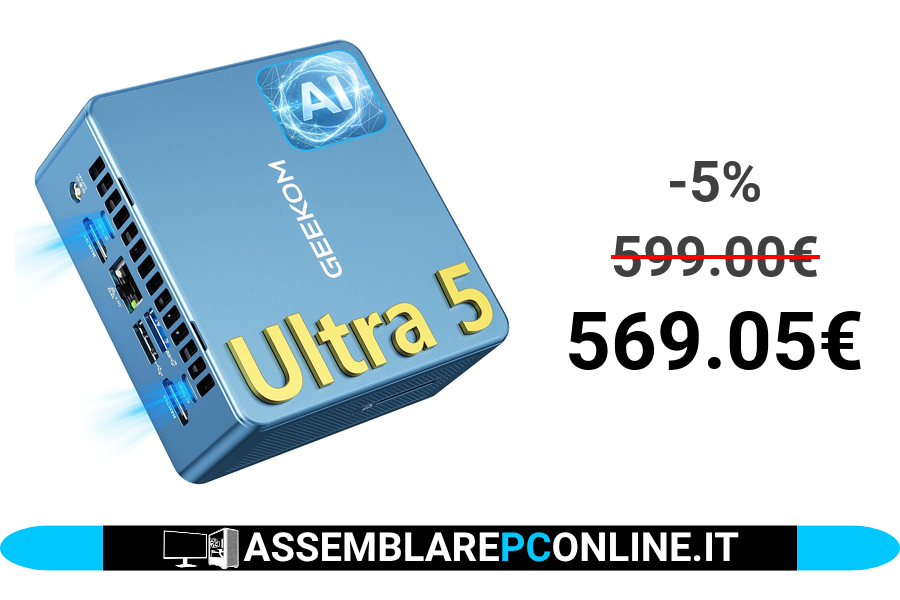 AI
GEEKOM
Ultra 5
-5%
599.00€
569.05€
ASSEMBLAREPCONLINE.IT